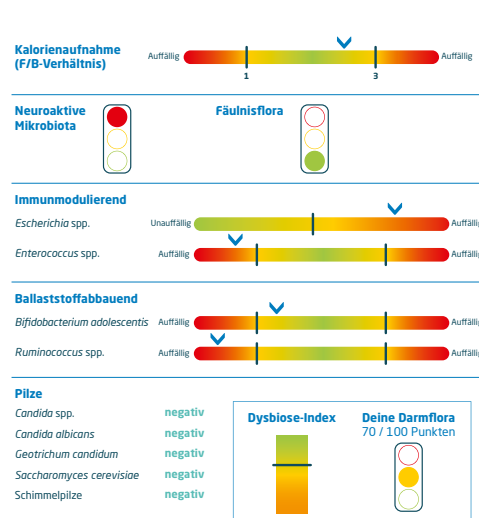 Kalorienaufnahme
(F/B-Verhältnis)
Auffällig
Auffällig
1
3
Neuroaktive
Mikrobiota
Fäulnisflora
Immunmodulierend
Escherichia spp.
Unauffällig
Auffällig
Enterococcus spp.
Auffällig
Auffällig
Ballaststoffabbauend
Bifidobacterium adolescentis
Auffällig
Auffällig
Ruminococcus spp.
Auffällig
Auffällig
Pilze
Candida spp. negativ
Candida albicans negativ
Geotrichum candidum negativ
Saccharomyces cerevisiae negativ
Schimmelpilze negativ
Dysbiose-Index
Deine Darmflora
70 / 100 Punkten